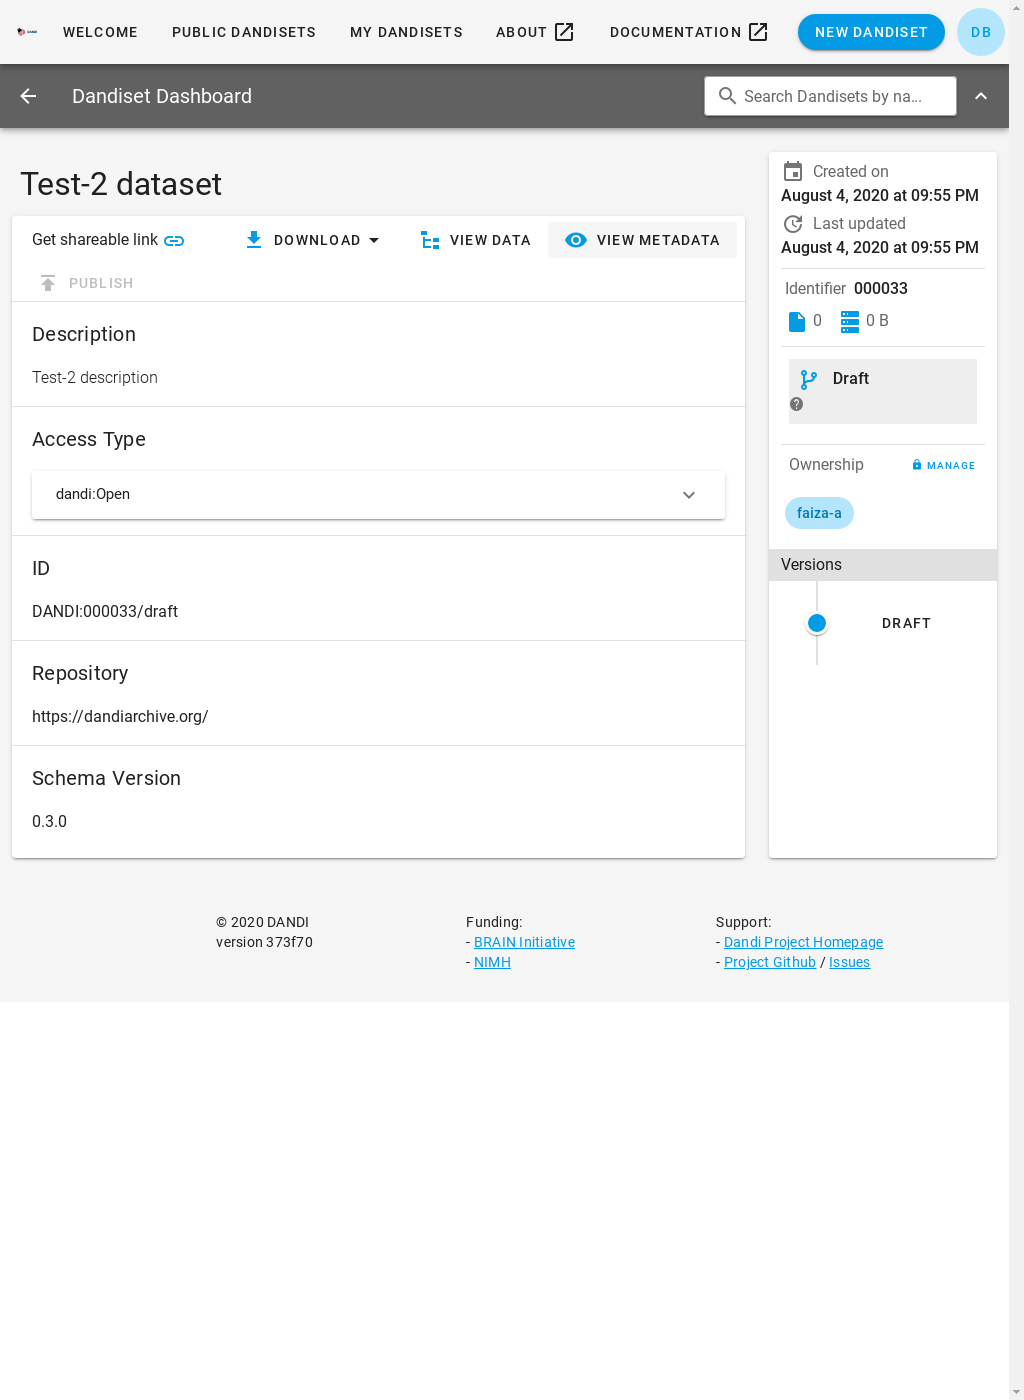 WELCOME PUBLIC DANDISETS MY DANDISETS ABOUT DOCUMENTATION NEW DANDISET DB
Dandiset Dashboard Search Dandisets by na...
Test-2 dataset
Get shareable link DOWNLOAD VIEW DATA VIEW METADATA
PUBLISH
Description
Test-2 description
Access Type
dandi:Open
ID
DANDI:000033/draft
Repository
https://dandiarchive.org/
Schema Version
0.3.0
Created on
August 4, 2020 at 09:55 PM
Last updated
August 4, 2020 at 09:55 PM
Identifier 000033
0 0 B
Draft
Ownership MANAGE
faiza-a
Versions
DRAFT
© 2020 DANDI
version 373f70
Funding:
- BRAIN Initiative
- NIMH
Support:
- Dandi Project Homepage
- Project Github / Issues